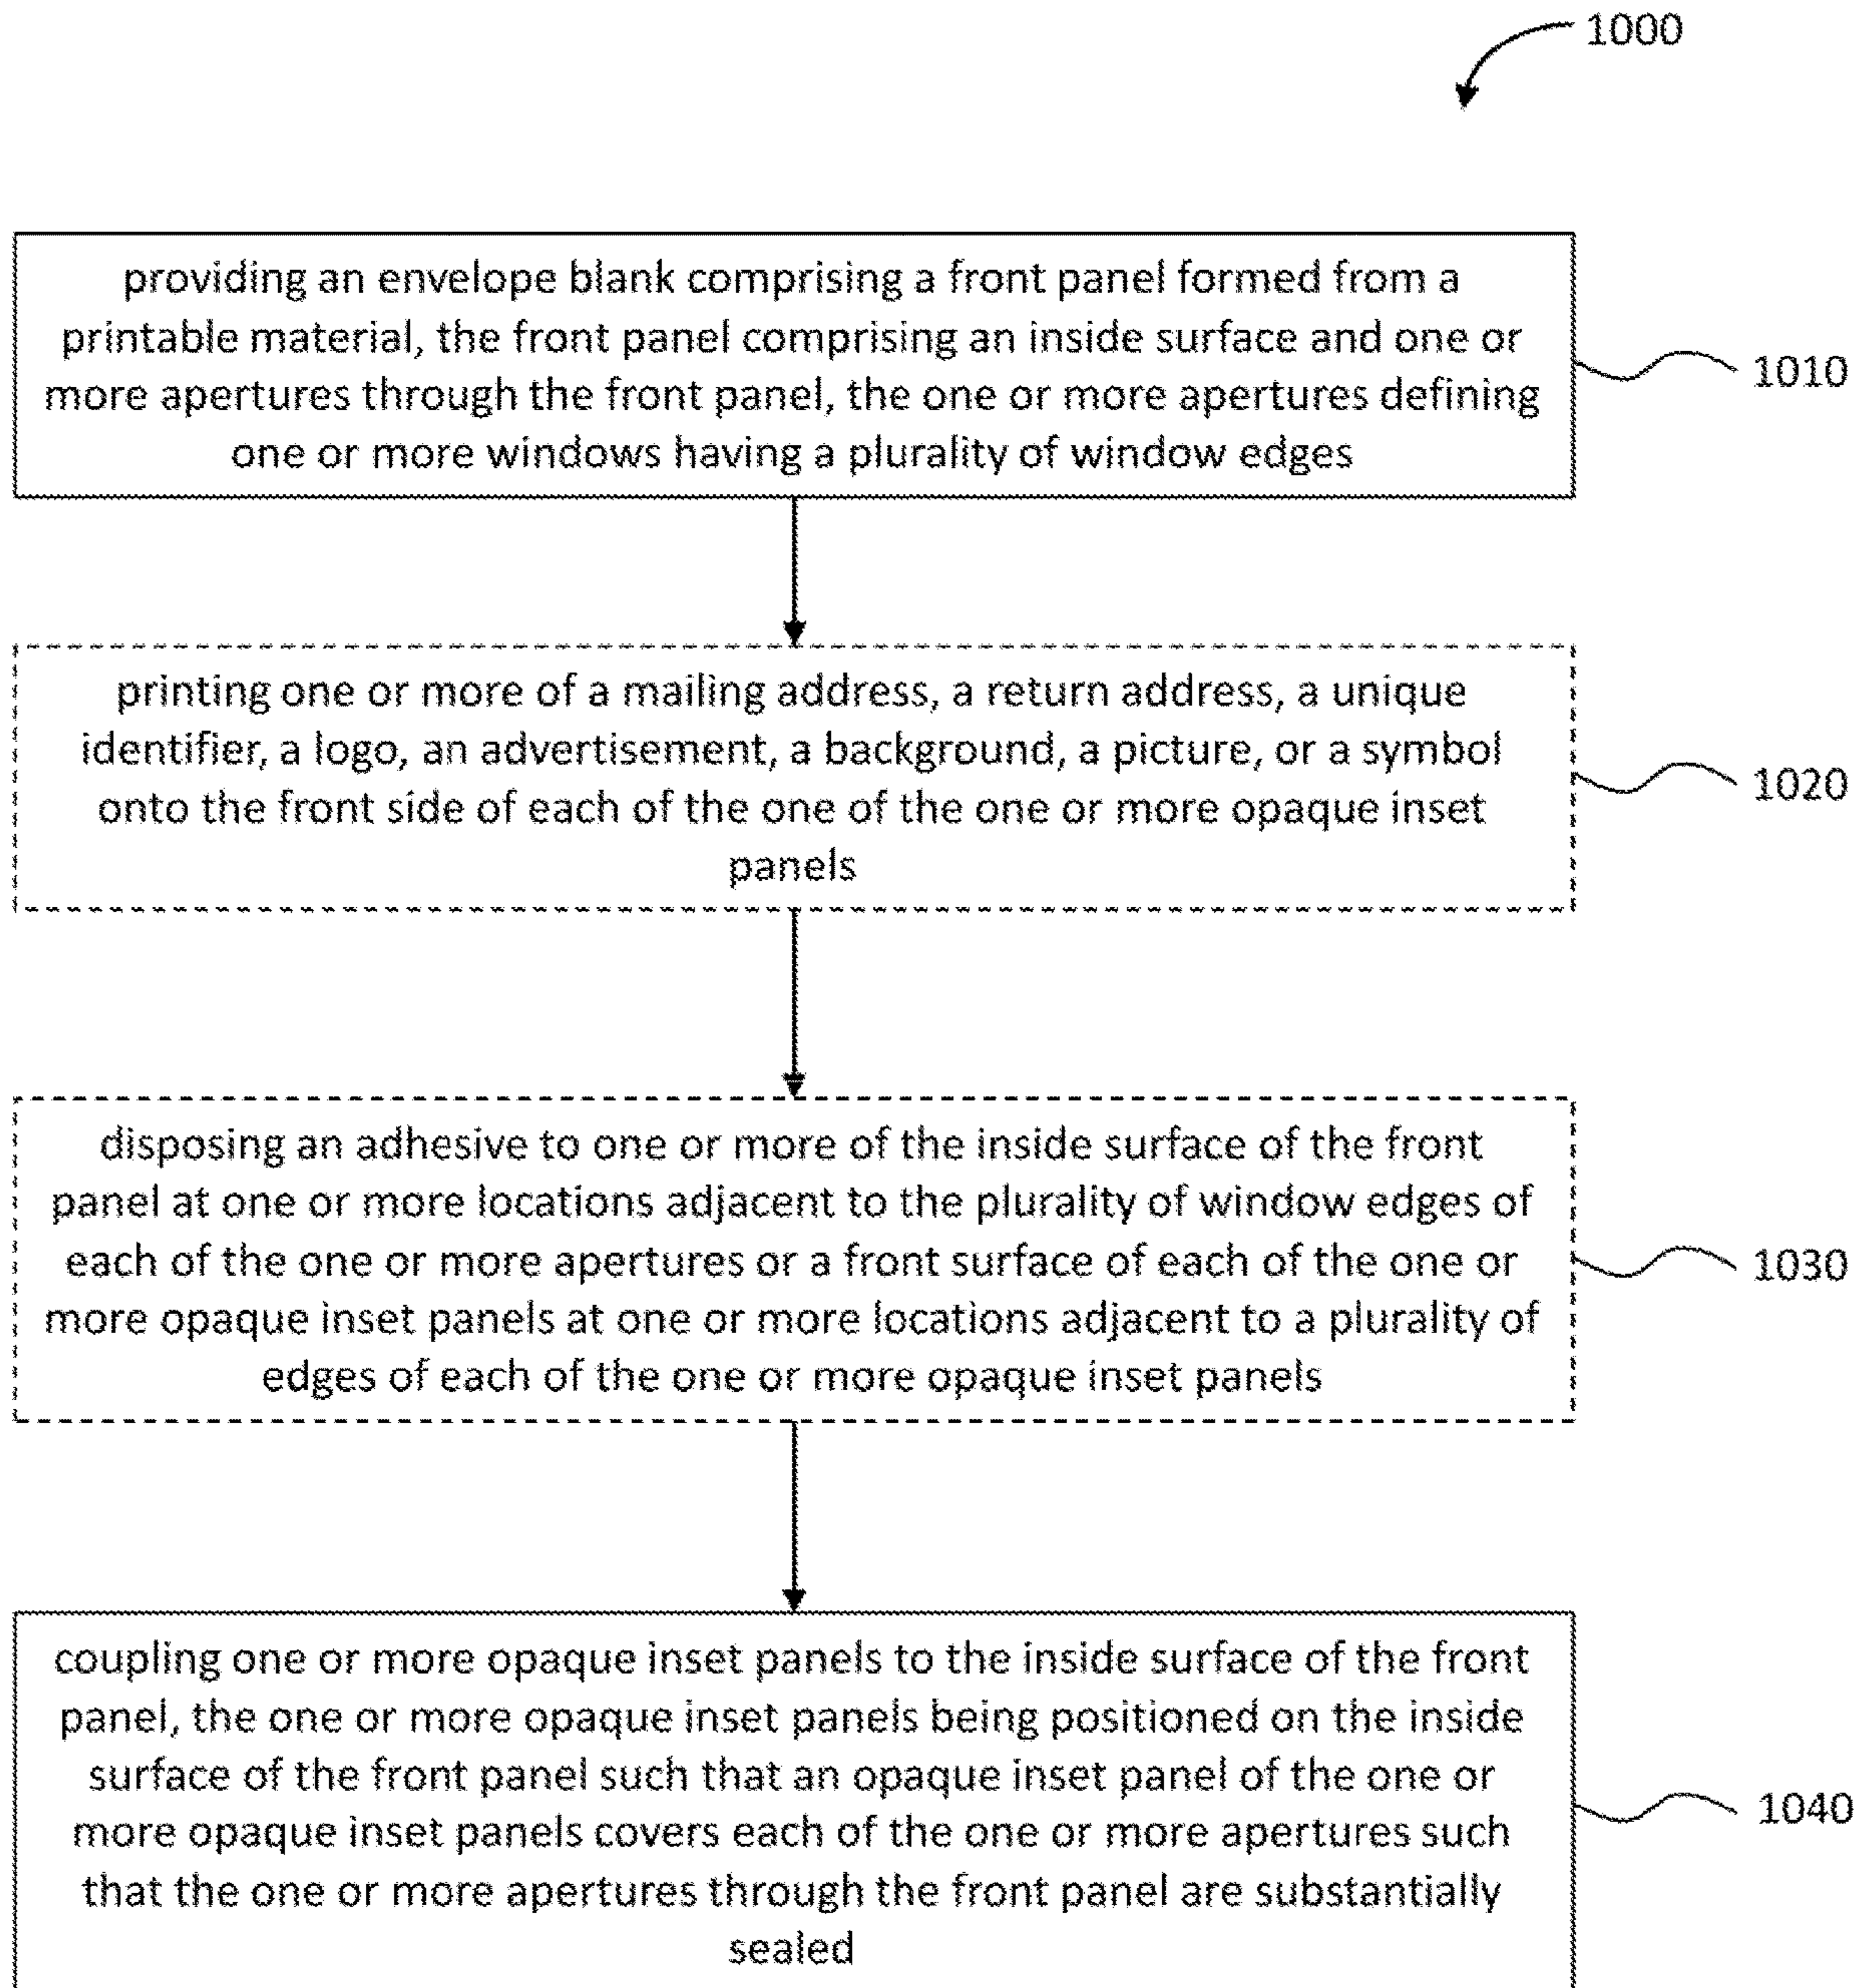 1000
providing an envelope blank comprising a front panel formed from a
printable material, the front panel comprising an inside surface and one or
more apertures through the front panel, the one or more apertures defining
one or more windows having a plurality of window edges
1010
printing one or more of a mailing address, a return address, a unique
identifier, a logo, an advertisement, a background, a picture, or a symbol
onto the front side of each of the one of the one or more opaque inset
panels
1020
disposing an adhesive to one or more of the inside surface of the front
panel at one or more locations adjacent to the plurality of window edges of
each of the one or more apertures or a front surface of each of the one or
more opaque inset panels at one or more locations adjacent to a plurality of
edges of each of the one or more opaque inset panels
1030
coupling one or more opaque inset panels to the inside surface of the front
panel, the one or more opaque inset panels being positioned on the inside
surface of the front panel such that an opaque inset panel of the one or
more opaque inset panels covers each of the one or more apertures such
that the one or more apertures through the front panel are substantially
sealed
1040